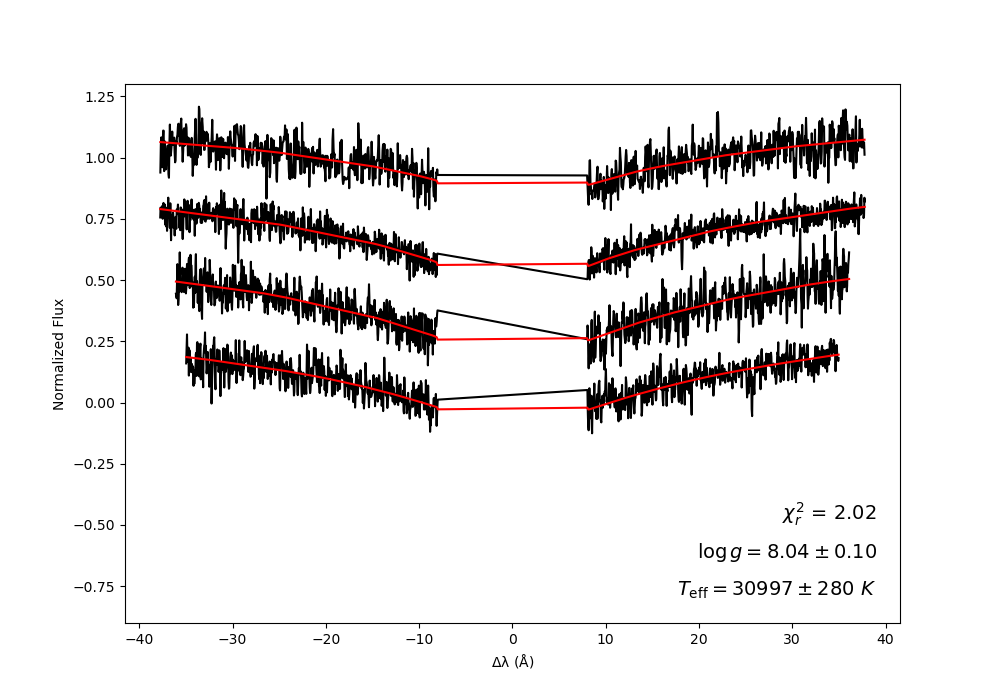 1.25
1.00
0.75
0.50
0.25
0.00
−0.25
−0.50
−0.75
Normalized Flux
χ²ᵣ = 2.02
log g = 8.04 ± 0.10
T_eff = 30997 ± 280 K
−40 −30 −20 −10 0 10 20 30 40
Δλ (Å)